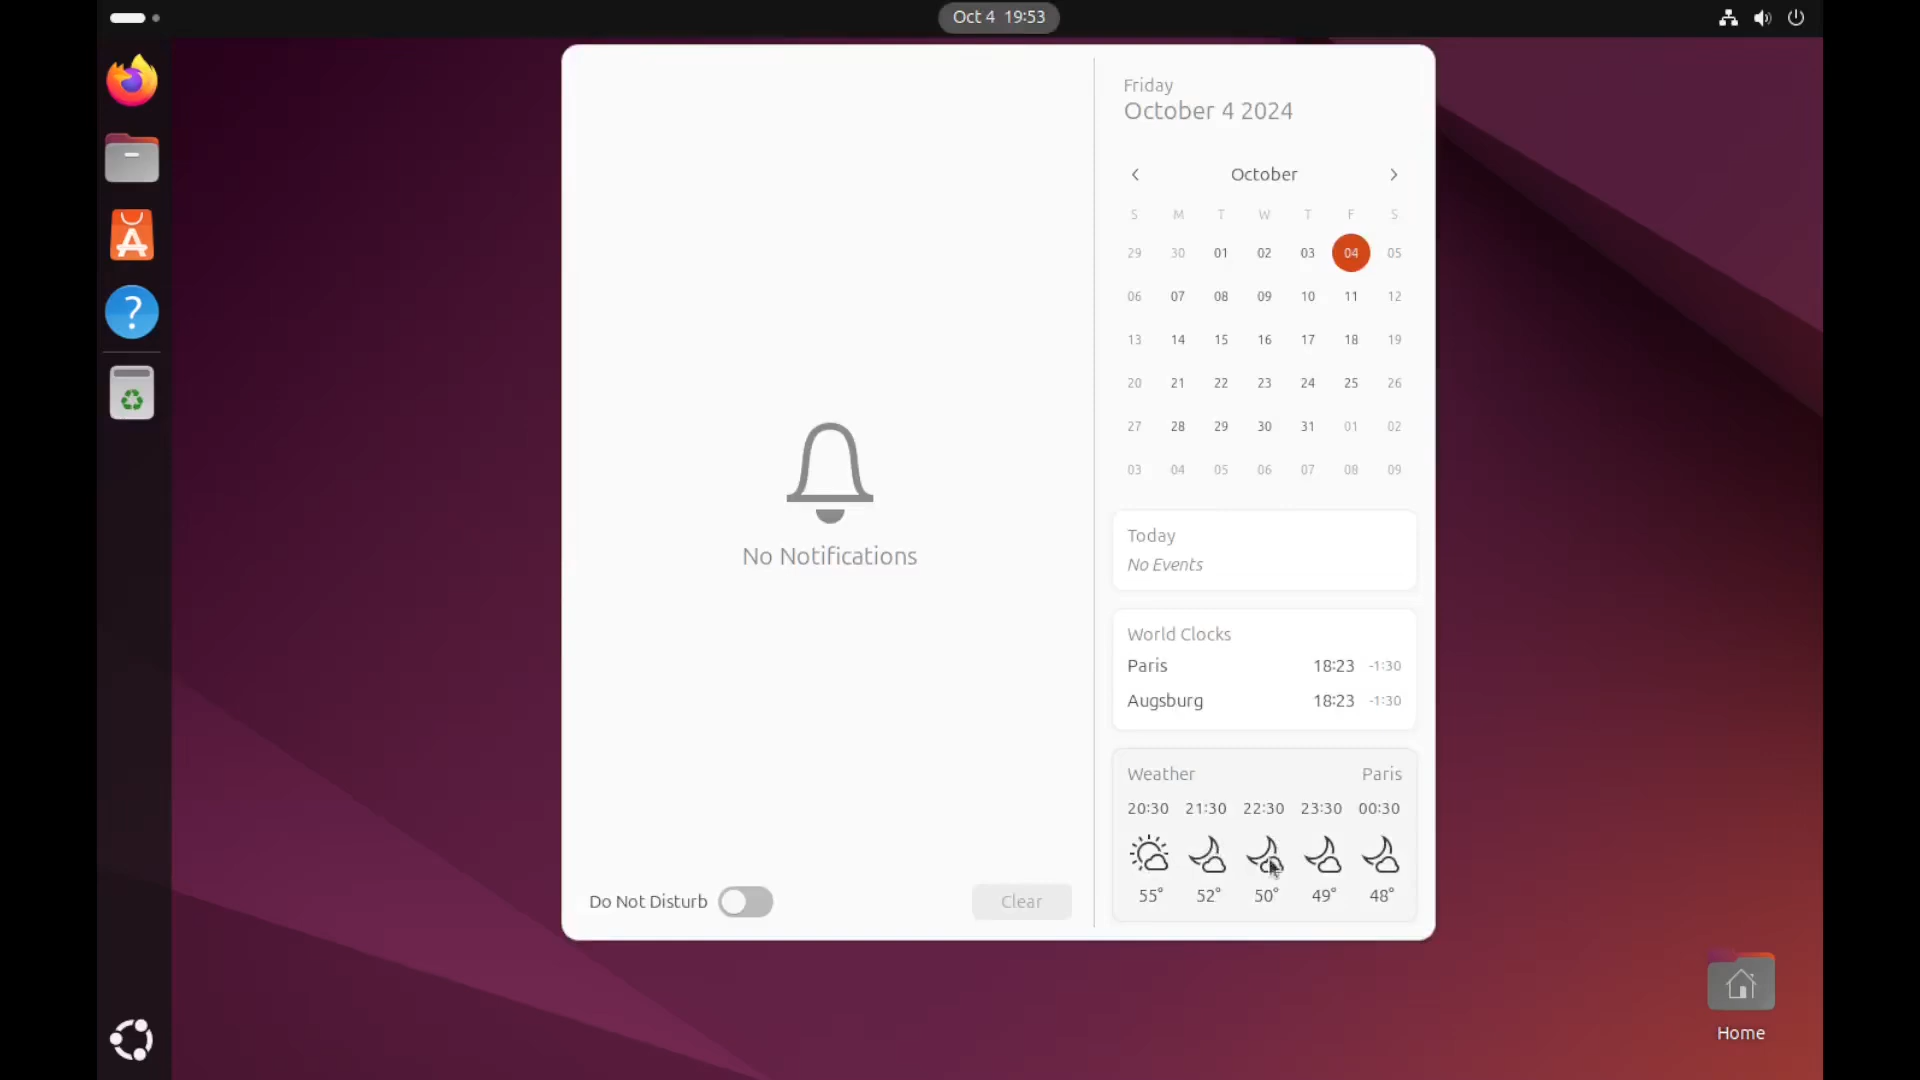 Oct 4 19:53
Friday
October 4 2024
October
S M T W T F S
29 30 01 02 03 04 05
06 07 08 09 10 11 12
13 14 15 16 17 18 19
20 21 22 23 24 25 26
27 28 29 30 31 01 02
03 04 05 06 07 08 09
No Notifications
Today
No Events
World Clocks
Paris 18:23 -1:30
Augsburg 18:23 -1:30
Weather Paris
20:30 21:30 22:30 23:30 00:30
55° 52° 50° 49° 48°
Do Not Disturb
Clear
Home